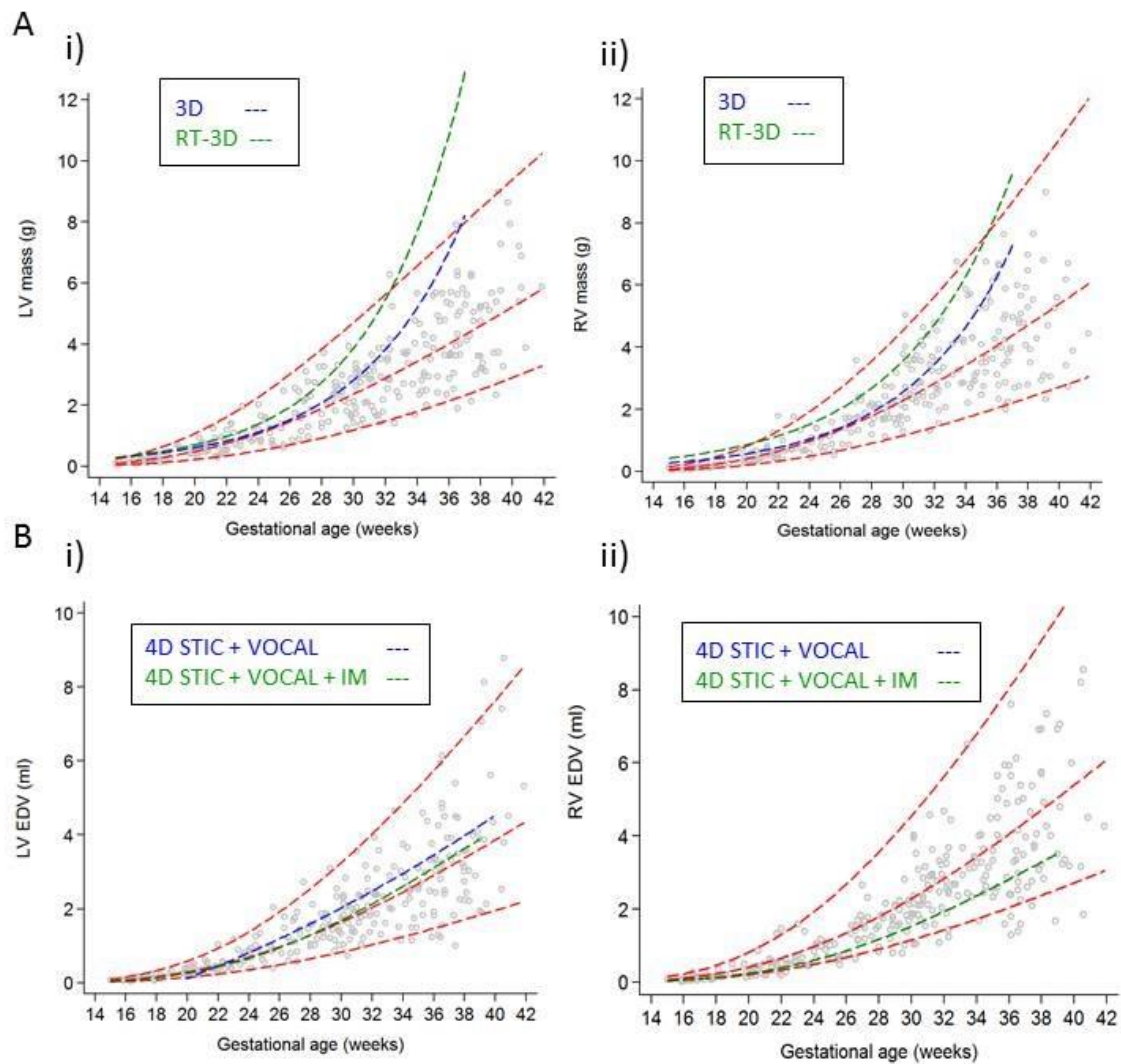 A
i)
3D ---
RT-3D ---
LV mass (g)
12
10
8
6
4
2
0
14 16 18 20 22 24 26 28 30 32 34 36 38 40 42
Gestational age (weeks)
ii)
3D ---
RT-3D ---
RV mass (g)
12
10
8
6
4
2
0
14 16 18 20 22 24 26 28 30 32 34 36 38 40 42
Gestational age (weeks)
B
i)
4D STIC + VOCAL ---
4D STIC + VOCAL + IM ---
LV EDV (ml)
10
8
6
4
2
0
14 16 18 20 22 24 26 28 30 32 34 36 38 40 42
Gestational age (weeks)
ii)
4D STIC + VOCAL ---
4D STIC + VOCAL + IM ---
RV EDV (ml)
10
8
6
4
2
0
14 16 18 20 22 24 26 28 30 32 34 36 38 40 42
Gestational age (weeks)